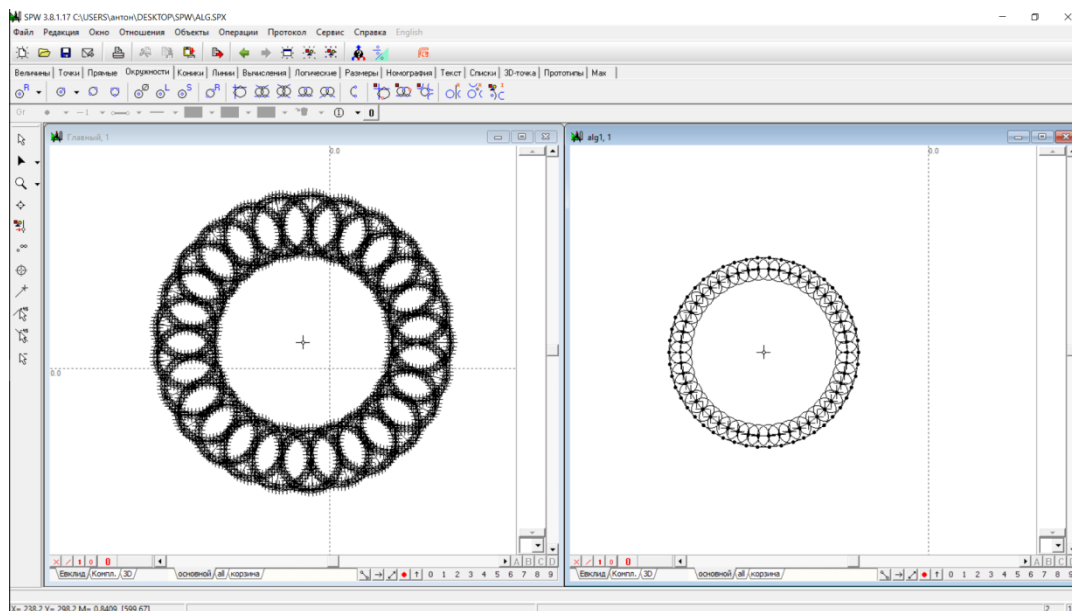 SPW 3.8.1.17 C:\USERS\антон\DESKTOP\SPW\ALG.SPX
Файл Редакция Окно Отношения Объекты Операции Протокол Сервис Справка English
Величины Точки Прямые Окружности Коники Линии Вычисления Логические Размеры Номография Текст Списки 3D-точка Прототипы Мак
Главный, 1
alg1, 1
0.0
0.0
0.0
A B C D
A B C D
Евклид Компл. 3D основной all корзина 0 1 2 3 4 5 6 7 8 9
Евклид Компл. 3D основной all корзина 0 1 2 3 4 5 6 7 8 9
X= 238.2 Y= 298.2 M= 0.8409 [599,67] 2